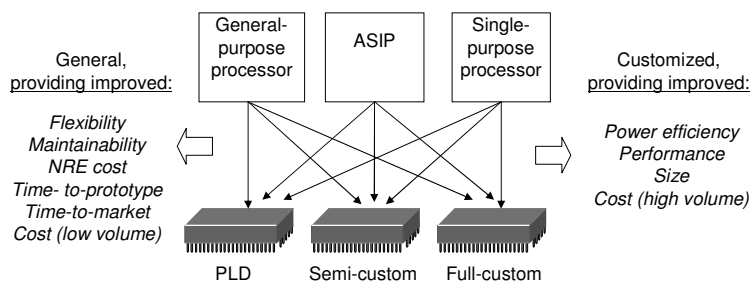 General-
purpose
processor
ASIP
Single-
purpose
processor
General,
providing improved:
Customized,
providing improved:
Flexibility
Maintainability
NRE cost
Time- to-prototype
Time-to-market
Cost (low volume)
Power efficiency
Performance
Size
Cost (high volume)
PLD
Semi-custom
Full-custom